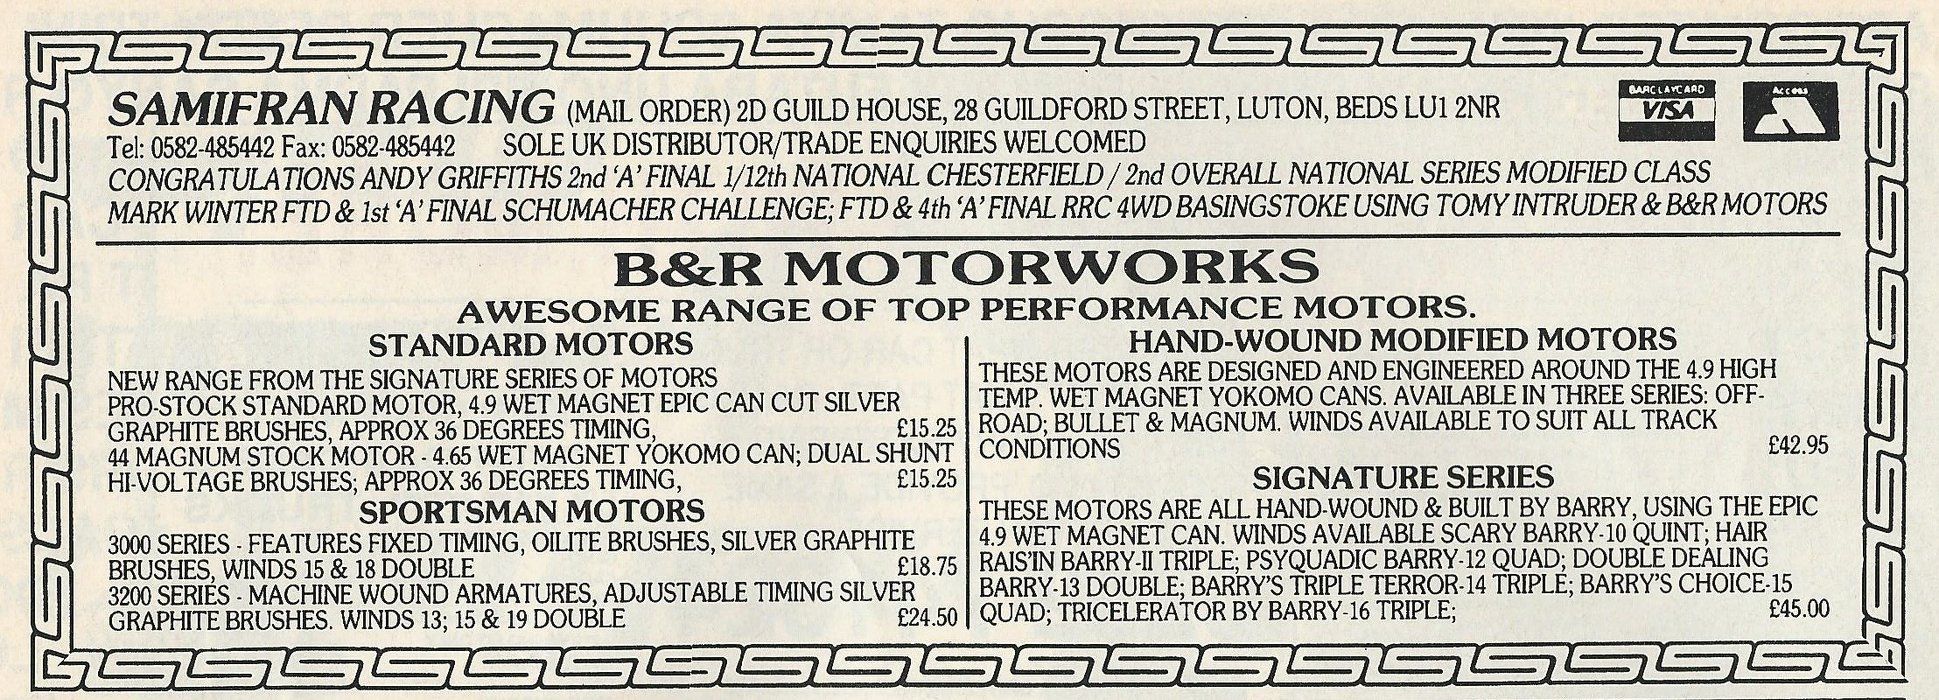 SAMIFRAN RACING (MAIL ORDER) 2D GUILD HOUSE, 28 GUILDFORD STREET, LUTON, BEDS LU1 2NR
BARCLAYCARD
VISA
Access
Tel: 0582-485442 Fax: 0582-485442 SOLE UK DISTRIBUTOR/TRADE ENQUIRIES WELCOMED
CONGRATULATIONS ANDY GRIFFITHS 2nd 'A' FINAL 1/12th NATIONAL CHESTERFIELD / 2nd OVERALL NATIONAL SERIES MODIFIED CLASS
MARK WINTER FTD & 1st 'A' FINAL SCHUMACHER CHALLENGE; FTD & 4th 'A' FINAL RRC 4WD BASINGSTOKE USING TOMY INTRUDER & B&R MOTORS
B&R MOTORWORKS
AWESOME RANGE OF TOP PERFORMANCE MOTORS.
STANDARD MOTORS
NEW RANGE FROM THE SIGNATURE SERIES OF MOTORS
PRO-STOCK STANDARD MOTOR, 4.9 WET MAGNET EPIC CAN CUT SILVER
GRAPHITE BRUSHES, APPROX 36 DEGREES TIMING, £15.25
44 MAGNUM STOCK MOTOR - 4.65 WET MAGNET YOKOMO CAN; DUAL SHUNT
HI-VOLTAGE BRUSHES; APPROX 36 DEGREES TIMING, £15.25
SPORTSMAN MOTORS
3000 SERIES - FEATURES FIXED TIMING, OILITE BRUSHES, SILVER GRAPHITE
BRUSHES, WINDS 15 & 18 DOUBLE £18.75
3200 SERIES - MACHINE WOUND ARMATURES, ADJUSTABLE TIMING SILVER
GRAPHITE BRUSHES. WINDS 13; 15 & 19 DOUBLE £24.50
HAND-WOUND MODIFIED MOTORS
THESE MOTORS ARE DESIGNED AND ENGINEERED AROUND THE 4.9 HIGH
TEMP. WET MAGNET YOKOMO CANS. AVAILABLE IN THREE SERIES: OFF-
ROAD; BULLET & MAGNUM. WINDS AVAILABLE TO SUIT ALL TRACK
CONDITIONS £42.95
SIGNATURE SERIES
THESE MOTORS ARE ALL HAND-WOUND & BUILT BY BARRY, USING THE EPIC
4.9 WET MAGNET CAN. WINDS AVAILABLE SCARY BARRY-10 QUINT; HAIR
RAIS'IN BARRY-II TRIPLE; PSYQUADIC BARRY-12 QUAD; DOUBLE DEALING
BARRY-13 DOUBLE; BARRY'S TRIPLE TERROR-14 TRIPLE; BARRY'S CHOICE-15
QUAD; TRICELERATOR BY BARRY-16 TRIPLE; £45.00